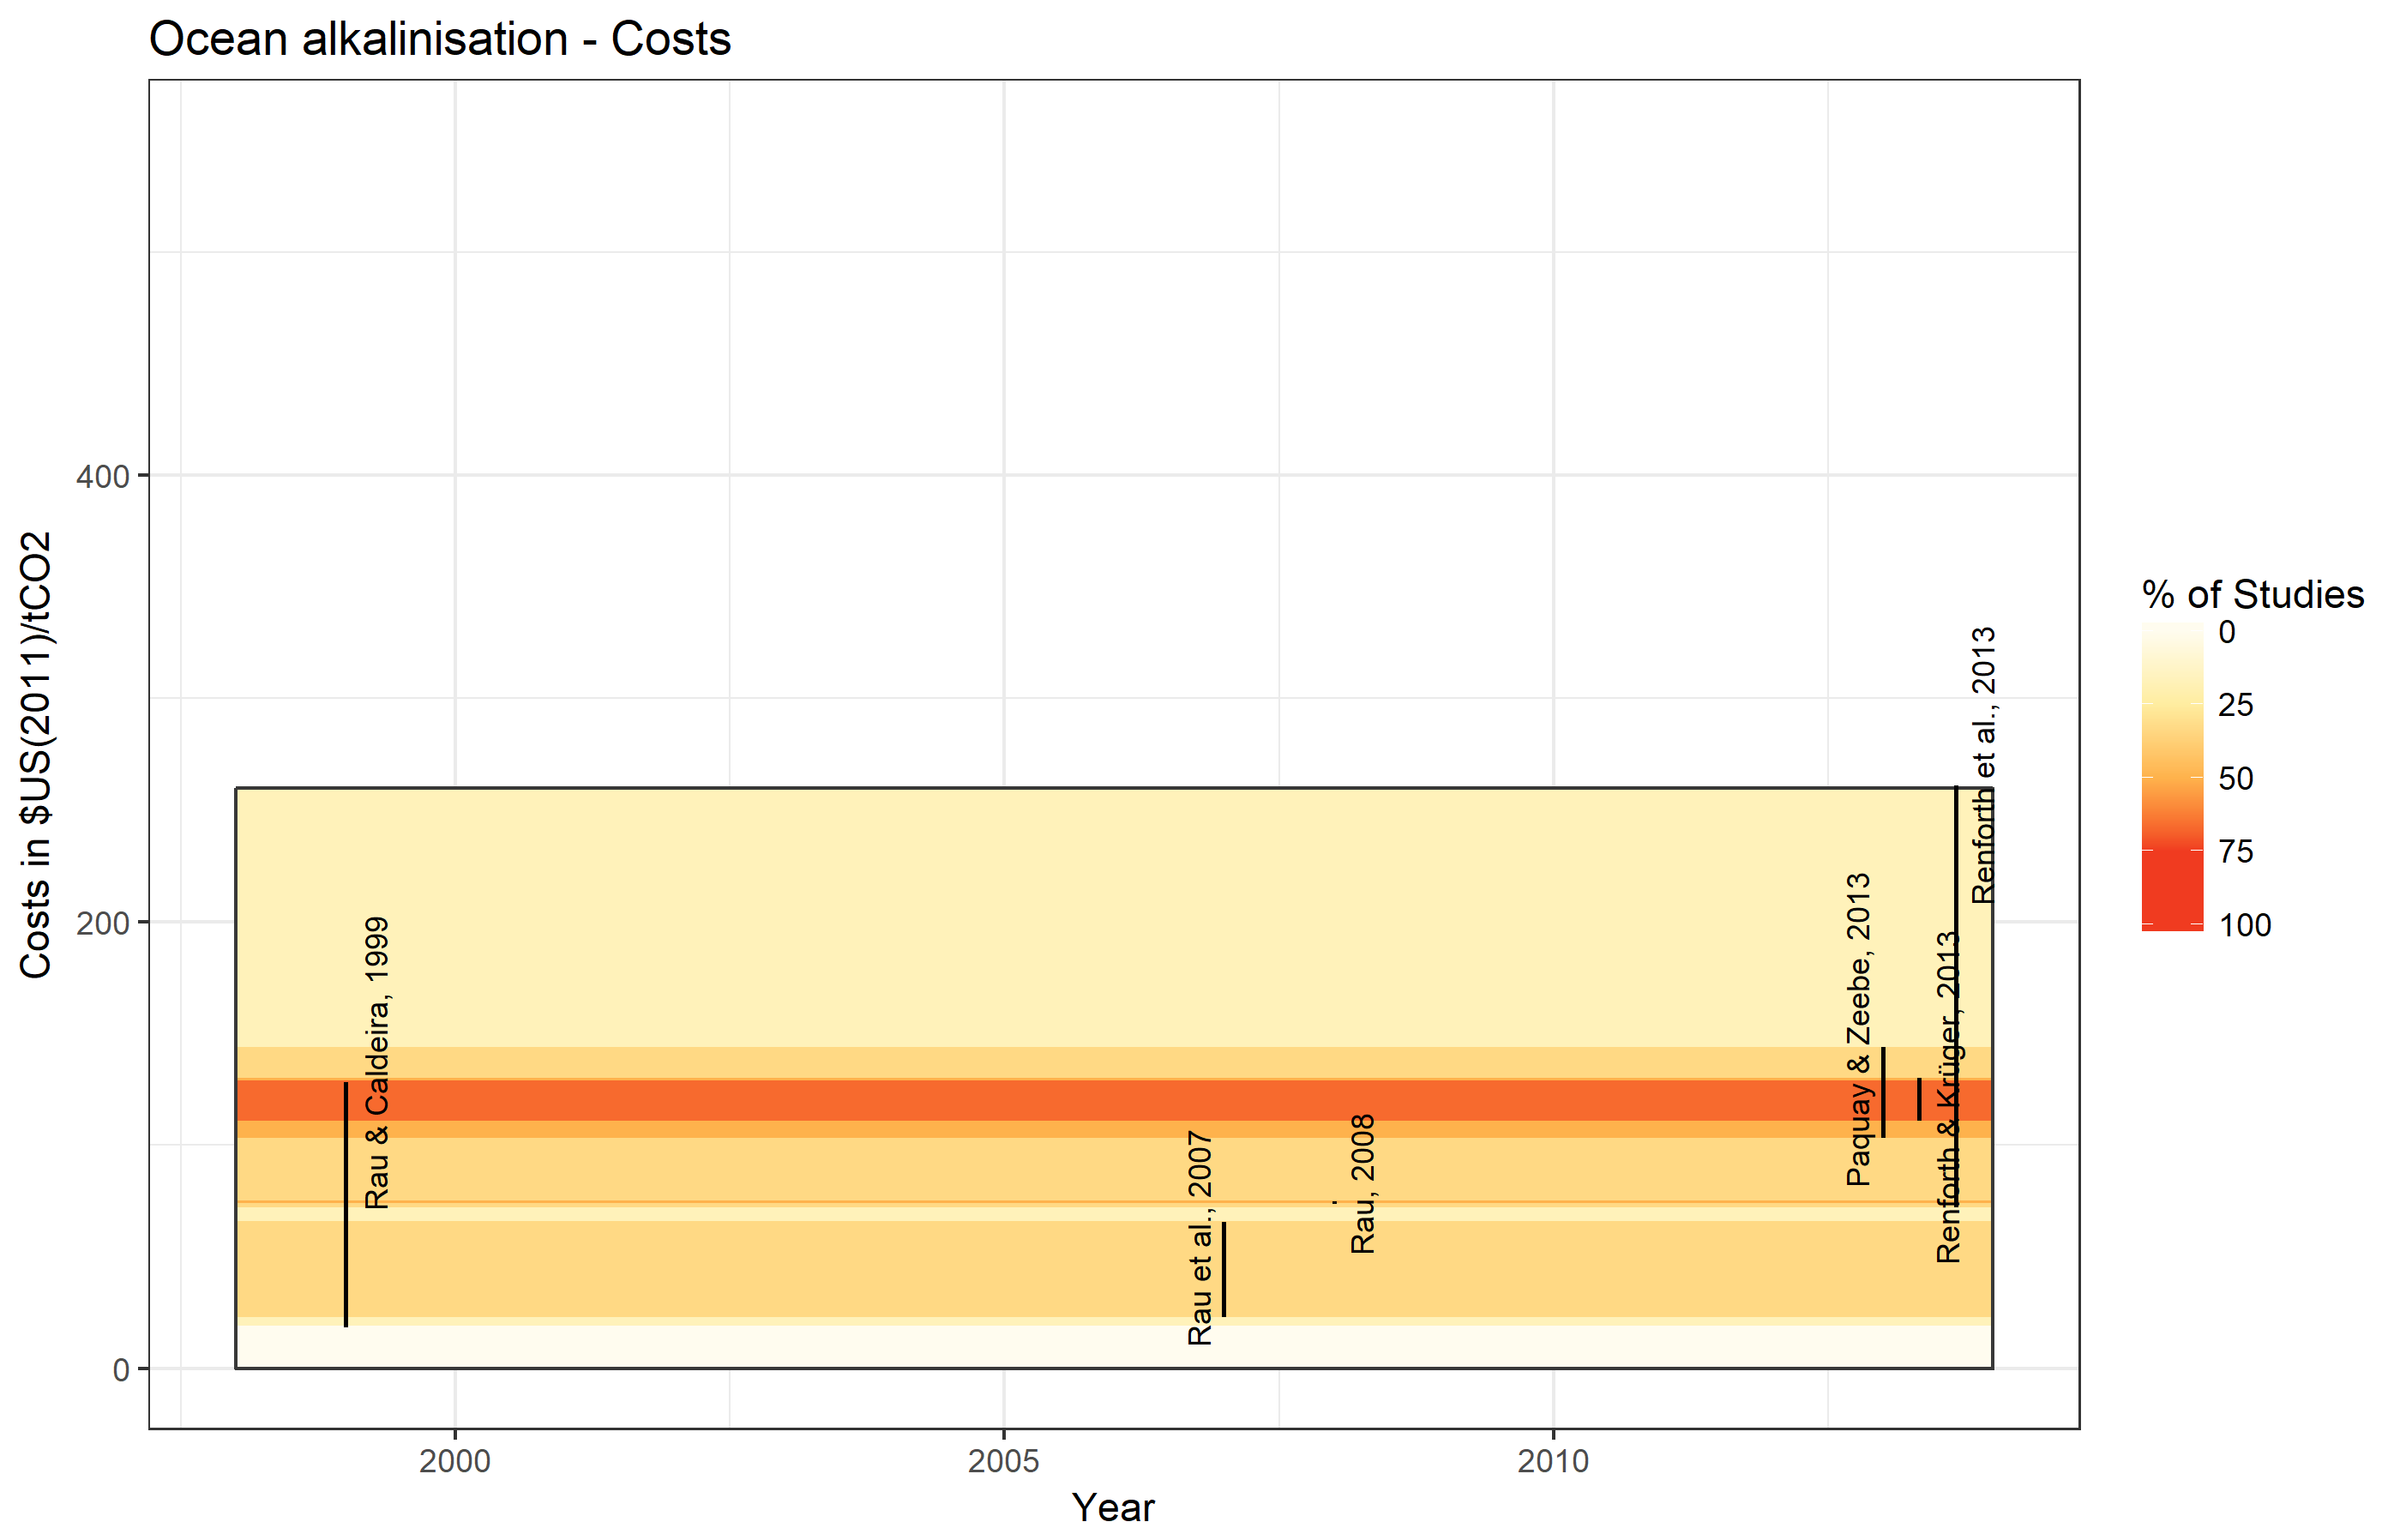 Ocean alkalinisation - Costs
Costs in $US(2011)/tCO2
400
200
0
Rau & Caldeira, 1999
Rau et al., 2007
Rau, 2008
Paquay & Zeebe, 2013
Renforth & Krüger, 2013
Renforth et al., 2013
2000
2005
2010
Year
% of Studies
0
25
50
75
100